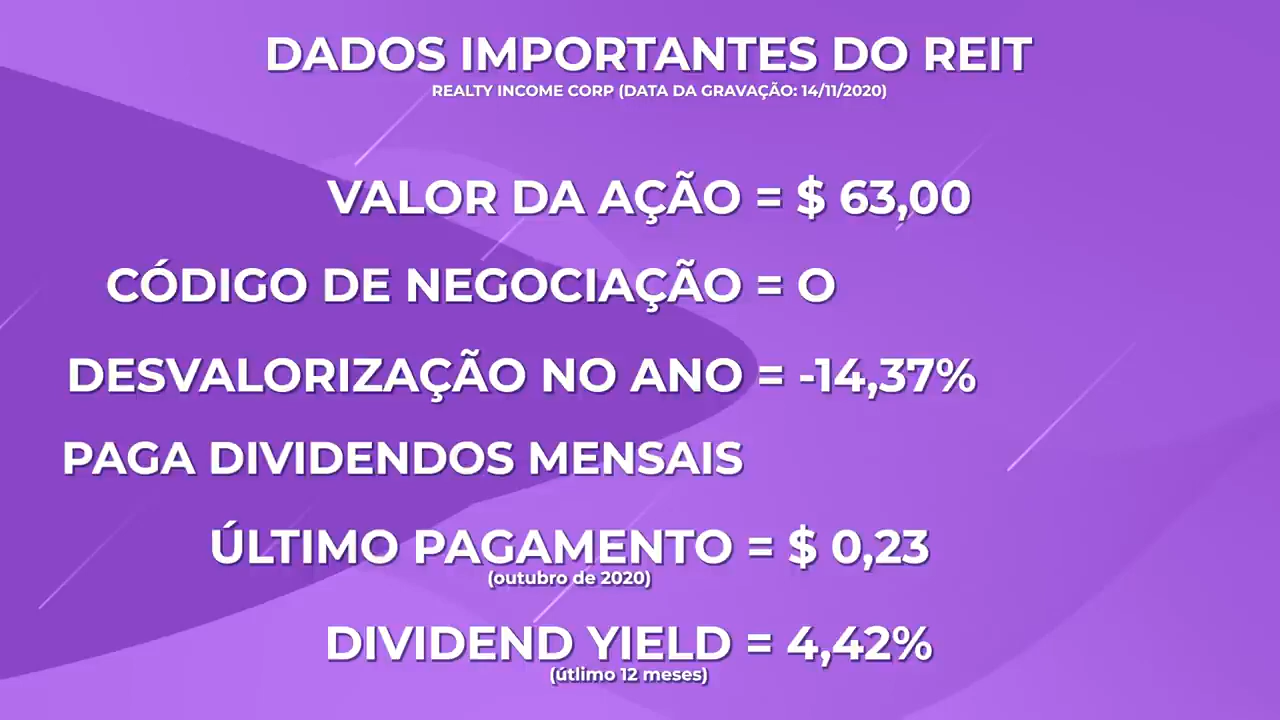 DADOS IMPORTANTES DO REIT
REALTY INCOME CORP (DATA DA GRAVAÇÃO: 14/11/2020)
VALOR DA AÇÃO = $ 63,00
CÓDIGO DE NEGOCIAÇÃO = O
DESVALORIZAÇÃO NO ANO = -14,37%
PAGA DIVIDENDOS MENSAIS
ÚLTIMO PAGAMENTO = $ 0,23
(outubro de 2020)
DIVIDEND YIELD = 4,42%
(útlimo 12 meses)